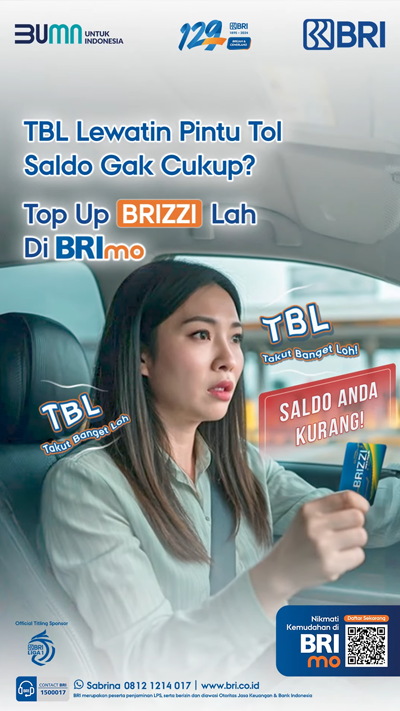 BUMN UNTUK
INDONESIA
129
BRI
BRI
TBL Lewatin Pintu Tol
Saldo Gak Cukup?
Top Up BRIZZI Lah
Di BRImo
TBL
Takut Banget Loh!
SALDO ANDA
KURANG!
TBL
Takut Banget Loh
BRIZZI
Official Titling Sponsor
BRI
LIGA 1
Nikmati
Kemudahan di
BRI
mo
Daftar Sekarang
CONTACT BRI
1500017
Sabrina 0812 1214 017 | www.bri.co.id
BRI merupakan peserta penjaminan LPS, serta berizin dan diawasi Otoritas Jasa Keuangan & Bank Indonesia